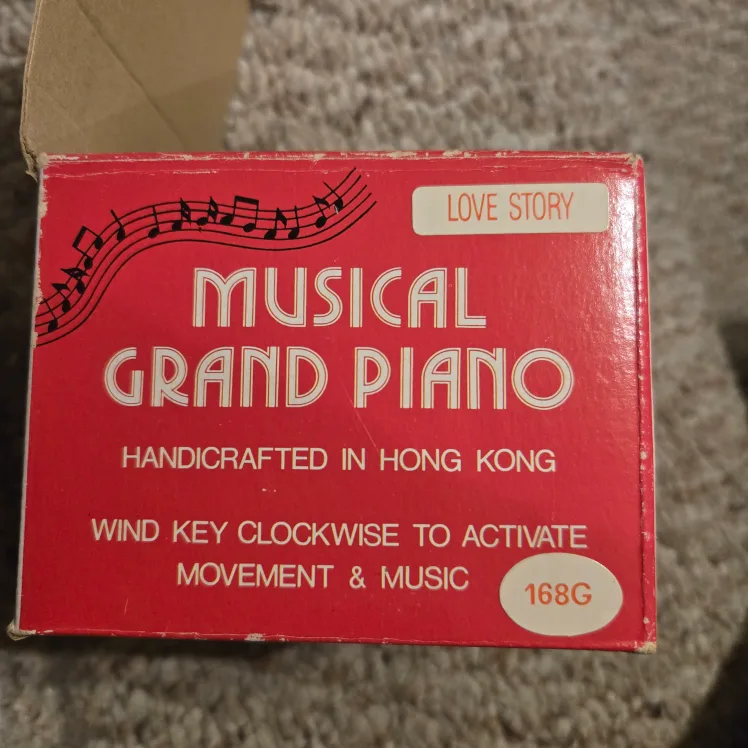 LOVE STORY
MUSICAL
GRAND PIANO
HANDICRAFTED IN HONG KONG
WIND KEY CLOCKWISE TO ACTIVATE
MOVEMENT & MUSIC
168G